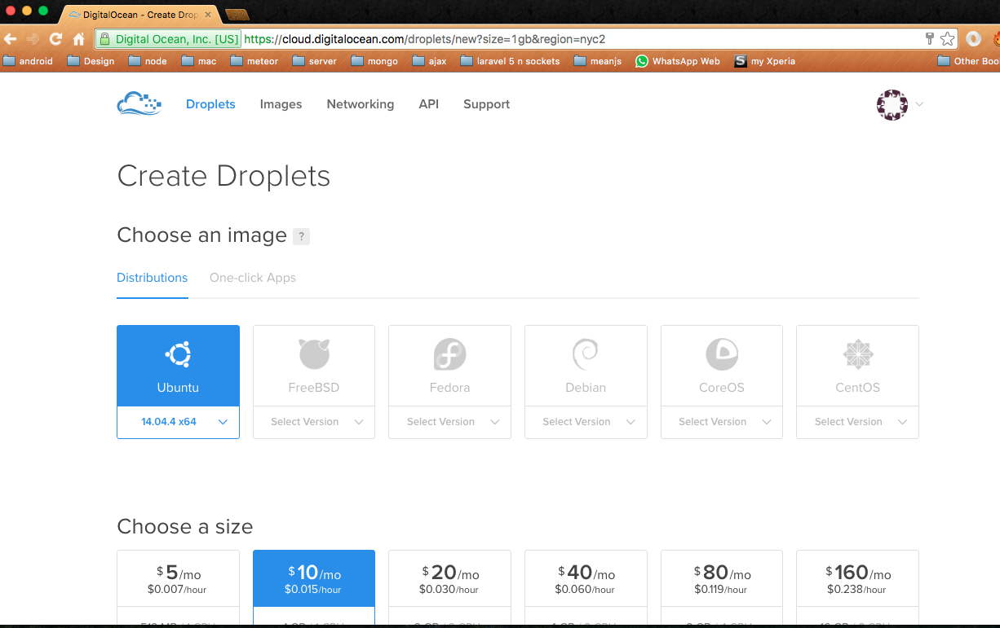 DigitalOcean - Create Drop
Digital Ocean, Inc. [US] https://cloud.digitalocean.com/droplets/new?size=1gb&region=nyc2
android Design node mac meteor server mongo ajax laravel 5 n sockets meanjs WhatsApp Web S my Xperia Other Boo
Droplets Images Networking API Support
Create Droplets
Choose an image ?
Distributions One-click Apps
Ubuntu FreeBSD Fedora Debian CoreOS CentOS
14.04.4 x64 Select Version Select Version Select Version Select Version Select Version
Choose a size
$5/mo $10/mo $20/mo $40/mo $80/mo $160/mo
$0.007/hour $0.015/hour $0.030/hour $0.060/hour $0.119/hour $0.238/hour